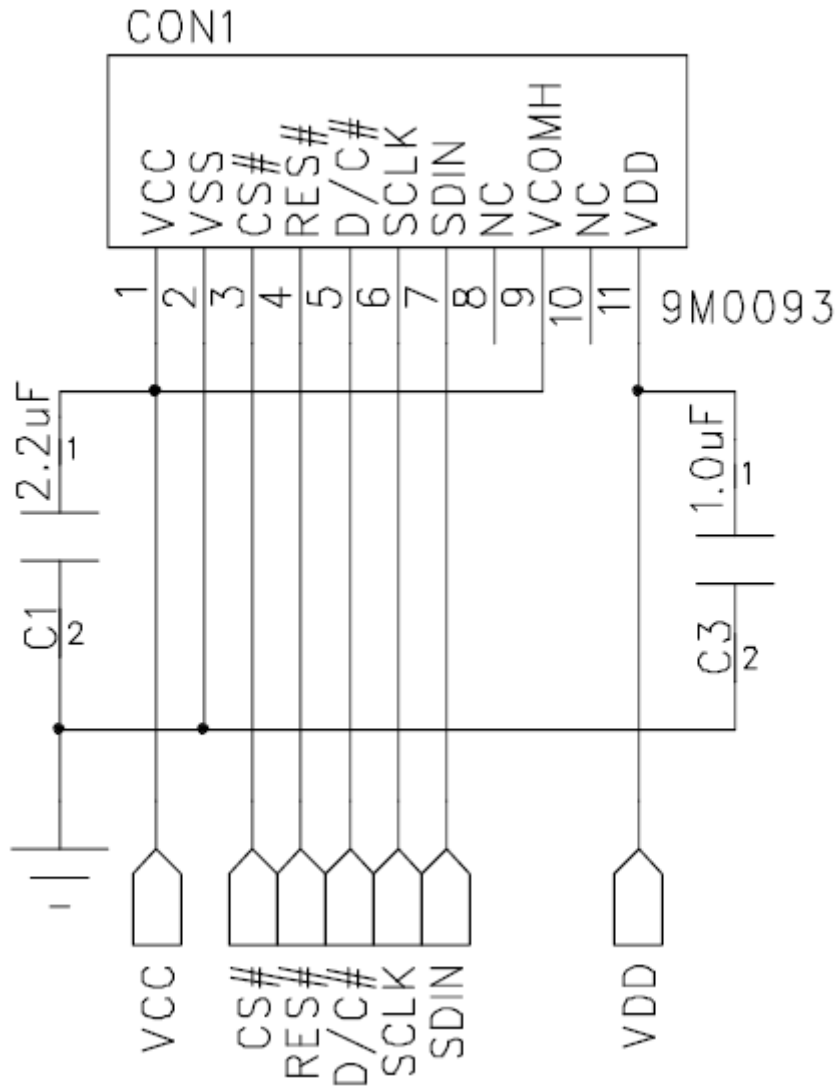 CON1
VCC
VSS
CS#
RES#
D/C#
SCLK
SDIN
NC
VCOMH
NC
VDD
1
2
3
4
5
6
7
8
9
10
11
9M0093
2.2uF
1
C1
2
1.0uF
1
C3
2
VCC
CS#
RES#
D/C#
SCLK
SDIN
VDD